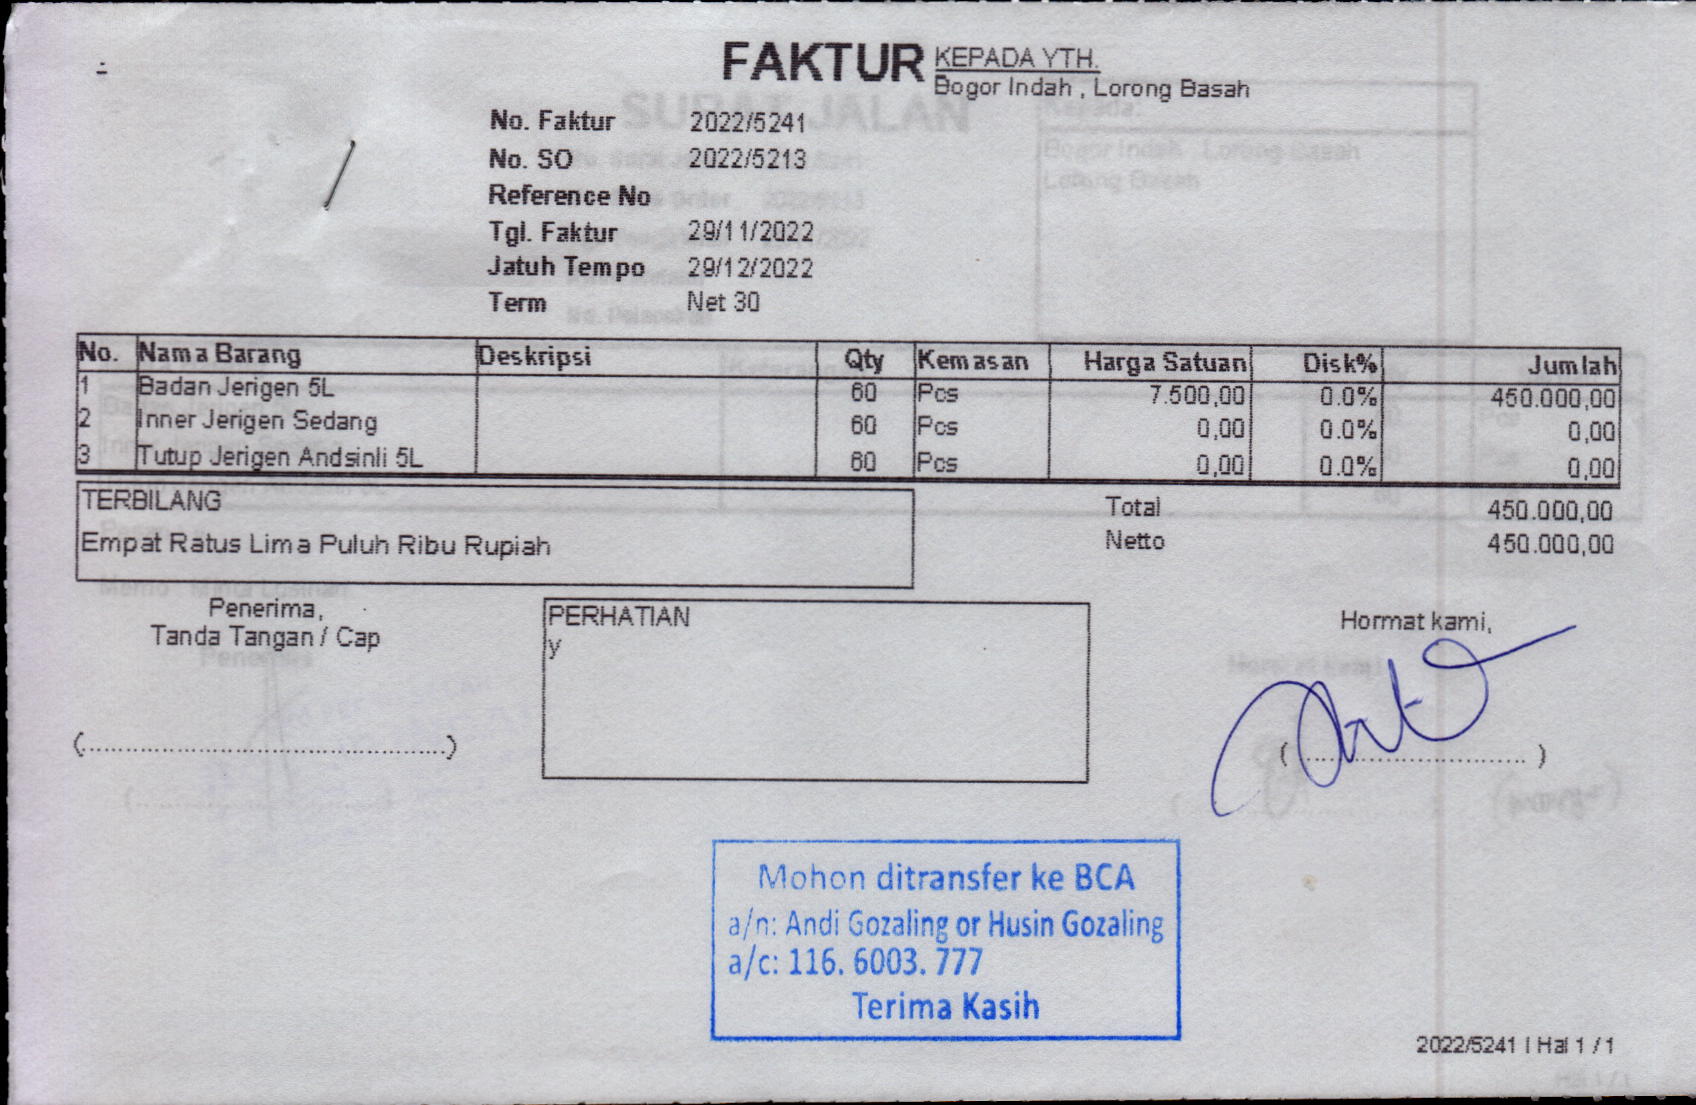 FAKTUR
KEPADA YTH.
Bogor Indah , Lorong Basah
No. Faktur 2022/5241
No. SO 2022/5213
Reference No
Tgl. Faktur 29/11/2022
Jatuh Tempo 29/12/2022
Term Net 30
No. Nama Barang Deskripsi Qty Kemasan Harga Satuan Disk% Jumlah
1 Badan Jerigen 5L 60 Pcs 7.500,00 0.0% 450.000,00
2 Inner Jerigen Sedang 60 Pcs 0,00 0.0% 0,00
3 Tutup Jerigen Andsinli 5L 60 Pcs 0,00 0.0% 0,00
TERBILANG
Empat Ratus Lima Puluh Ribu Rupiah
Total 450.000,00
Netto 450.000,00
Penerima,
Tanda Tangan / Cap
(..................................................)
PERHATIAN
y
Hormat kami,
( .............................. )
Mohon ditransfer ke BCA
a/n: Andi Gozaling or Husin Gozaling
a/c: 116. 6003. 777
Terima Kasih
2022/5241 | Hal 1 / 1